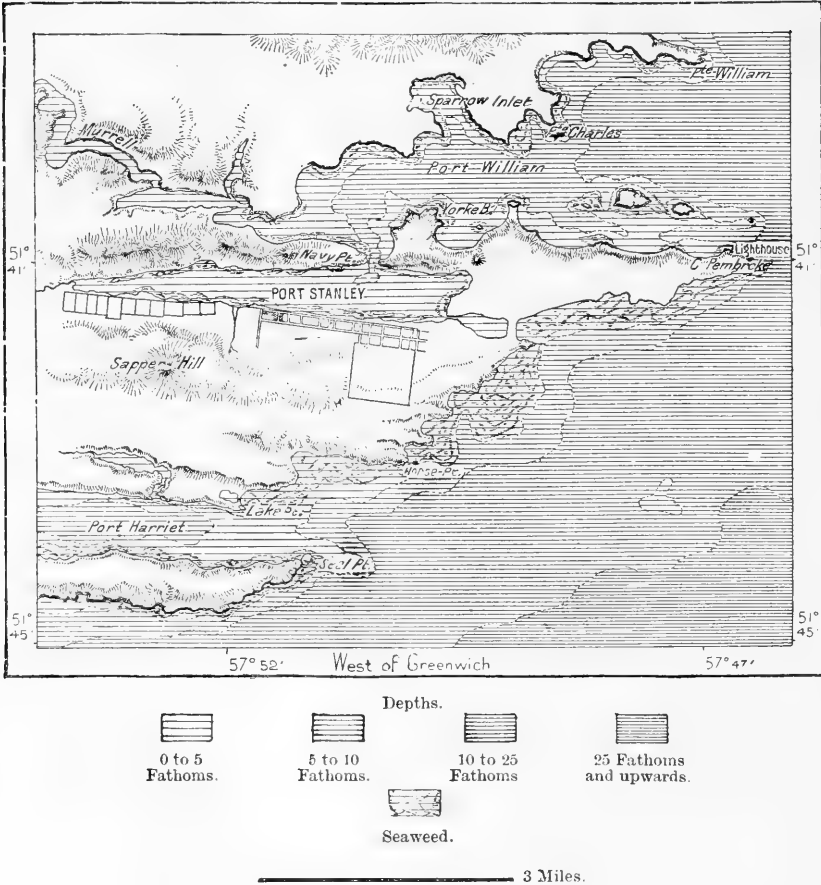 Pte William
Sparrow Inlet
Murrell
Charles
Port-William
Yorke B.
51°
41'
Navy Pt.
Lighthouse
C. Pembroke
51°
41'
PORT STANLEY.
Sapper-Hill
Horse-Pt.
Lake
Port Harriet
Seal Pt.
51°
45'
51°
45'
57° 52'
West of Greenwich
57° 47'
Depths.
0 to 5
Fathoms.
5 to 10
Fathoms.
10 to 25
Fathoms
25 Fathoms
and upwards.
Seaweed.
3 Miles.